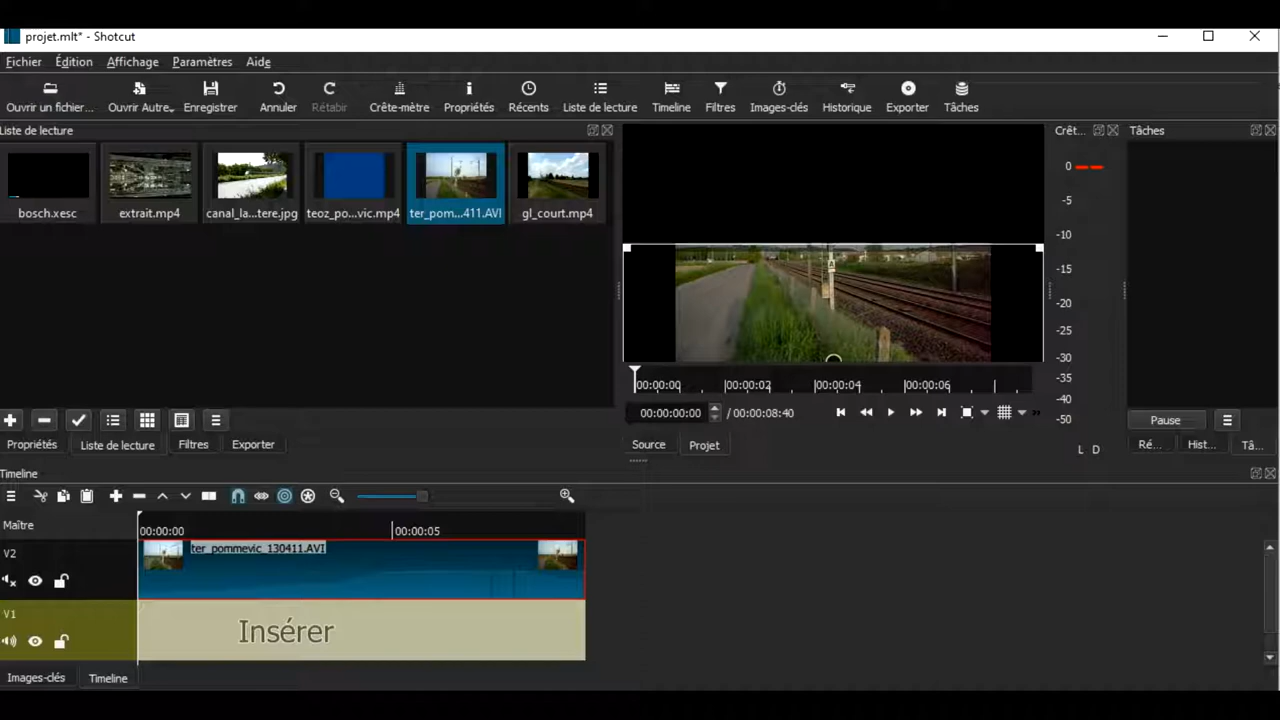 projet.mlt* - Shotcut
Fichier Édition Affichage Paramètres Aide
Ouvrir un fichier... Ouvrir Autre... Enregistrer Annuler Rétabir Crête-mètre Propriétés Récents Liste de lecture Timeline Filtres Images-clés Historique Exporter Tâches
Liste de lecture
bosch.xesc extrait.mp4 canal_la...tere.jpg teoz_po...vic.mp4 ter_pom...411.AVI gl_court.mp4
Propriétés Liste de lecture Filtres Exporter
00:00:00 00:00:02 00:00:04 00:00:06
00:00:00:00 / 00:00:08:40
Source Projet
Crêt...
0
-5
-10
-15
-20
-25
-30
-35
-40
-50
L D
Tâches
Pause
Ré... Hist... Tâ...
Timeline
Maître
00:00:00 00:00:05
V2
ter_pommevic_130411.AVI
V1
Insérer
Images-clés Timeline